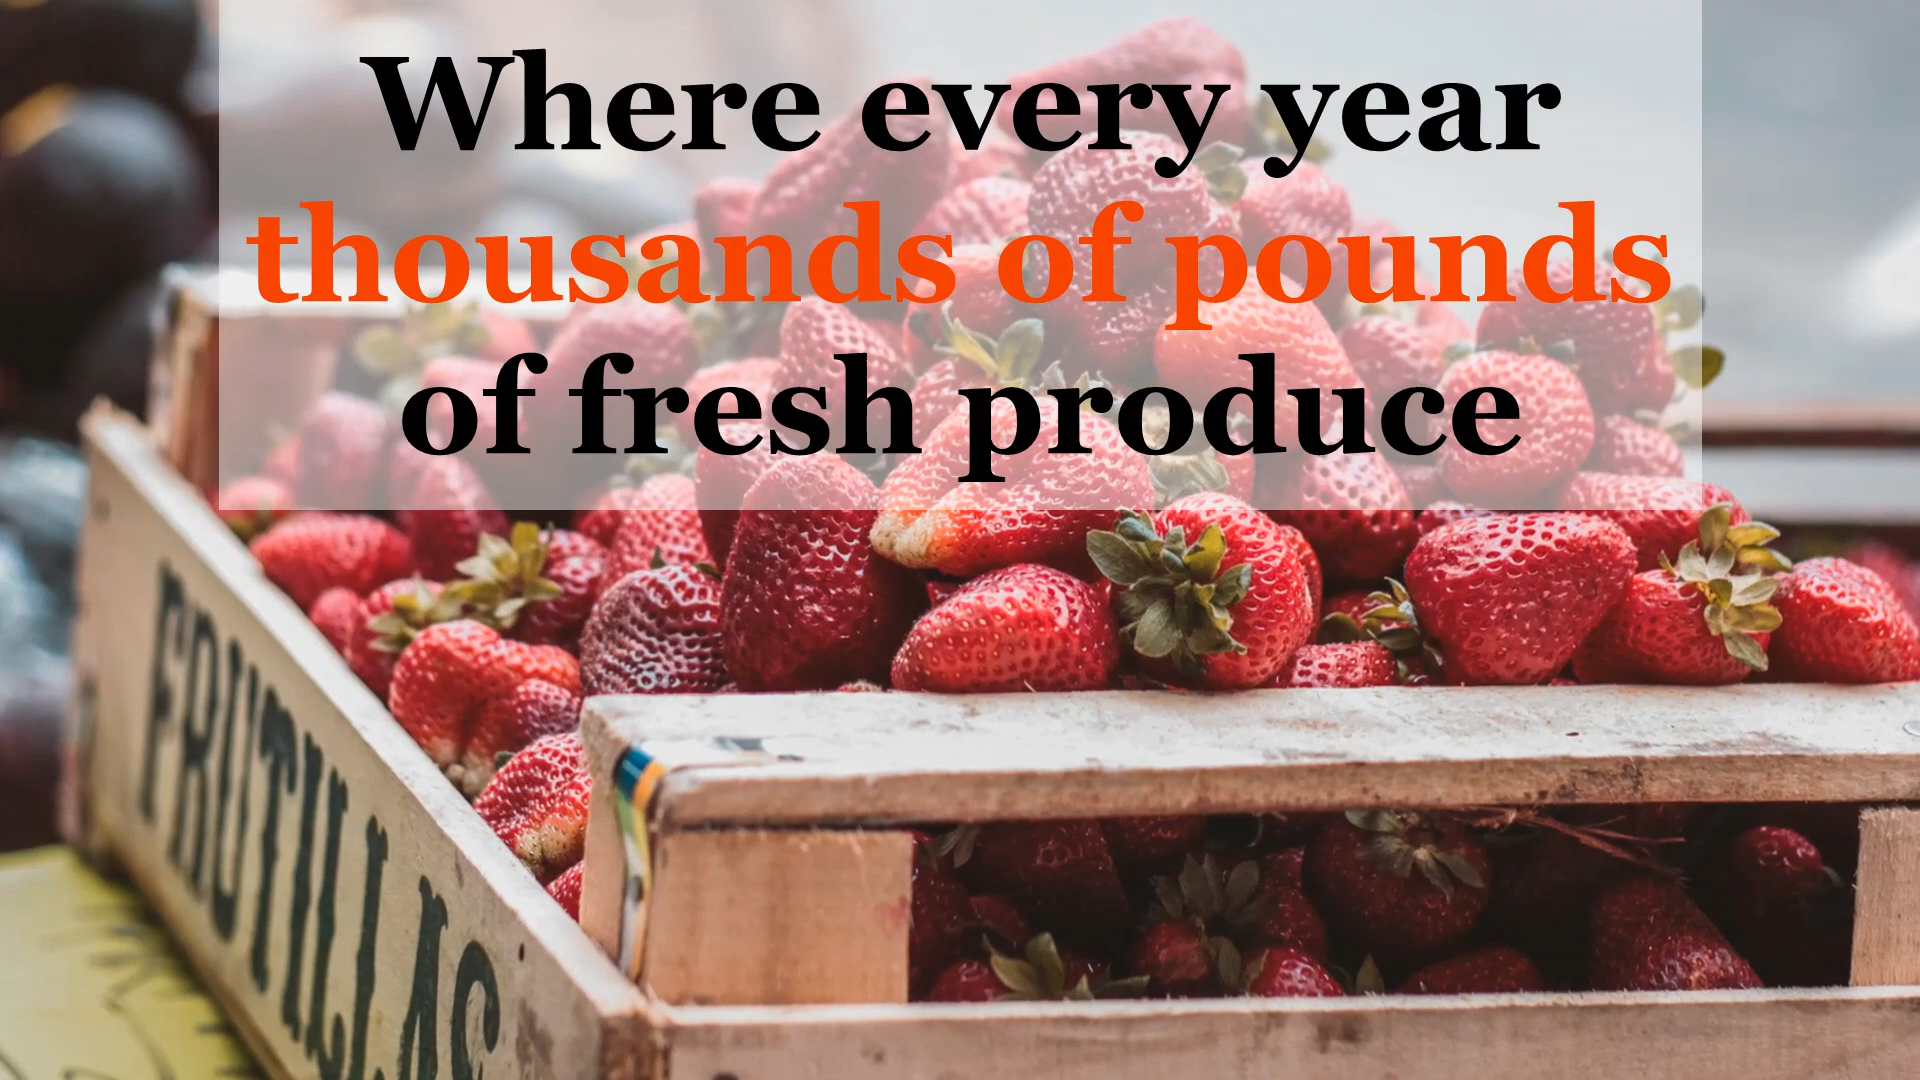 Where every year
thousands of pounds
of fresh produce
FRUTILLAS